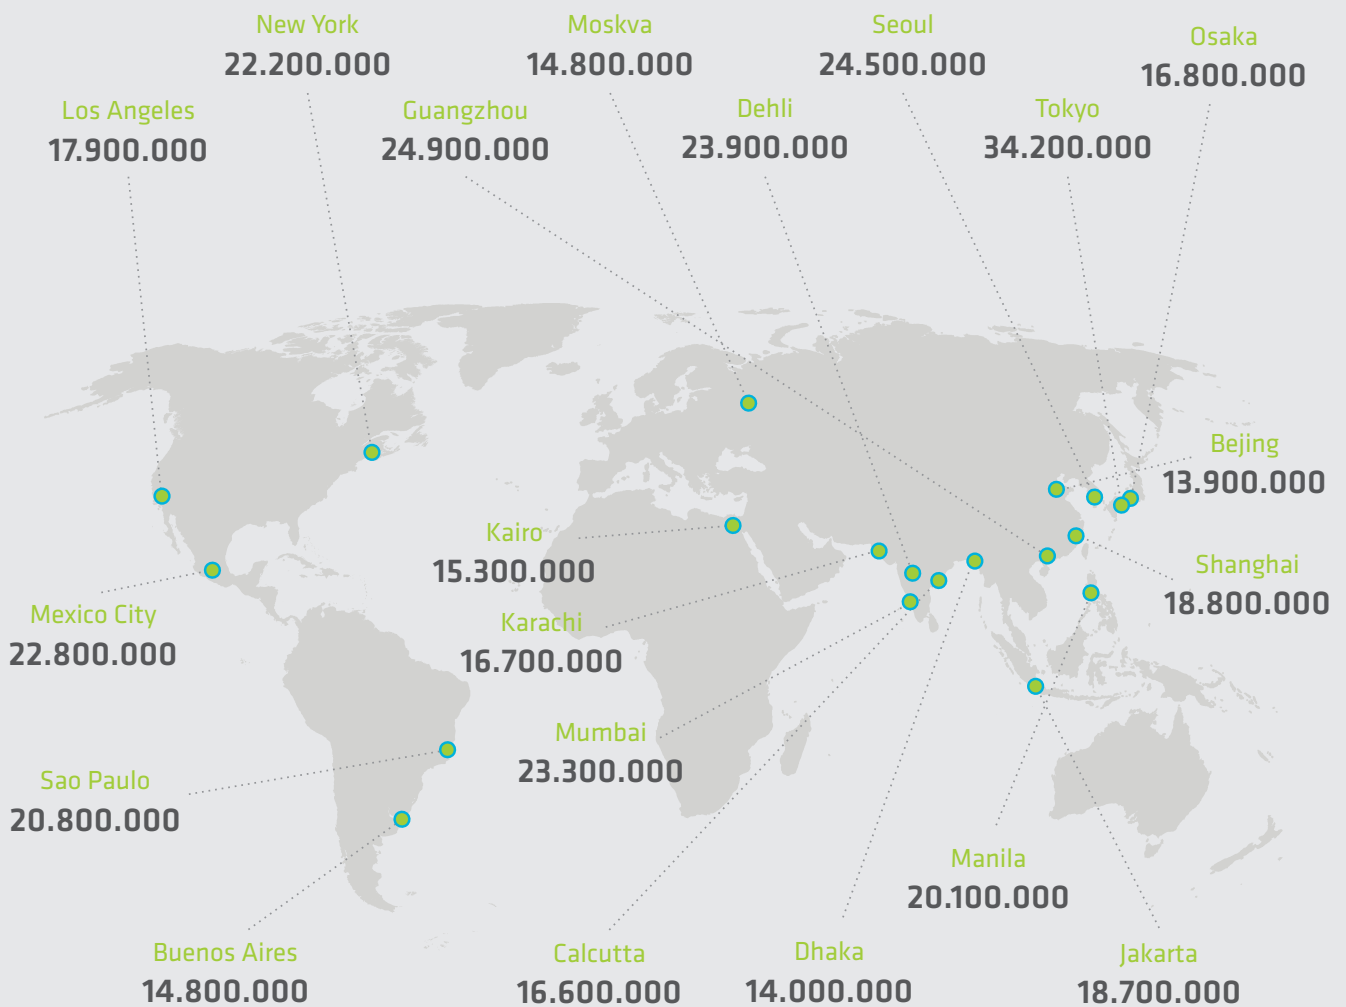 New York
22.200.000
Moskva
14.800.000
Seoul
24.500.000
Osaka
16.800.000
Los Angeles
17.900.000
Guangzhou
24.900.000
Dehli
23.900.000
Tokyo
34.200.000
Bejing
13.900.000
Kairo
15.300.000
Shanghai
18.800.000
Mexico City
22.800.000
Karachi
16.700.000
Mumbai
23.300.000
Sao Paulo
20.800.000
Manila
20.100.000
Buenos Aires
14.800.000
Calcutta
16.600.000
Dhaka
14.000.000
Jakarta
18.700.000